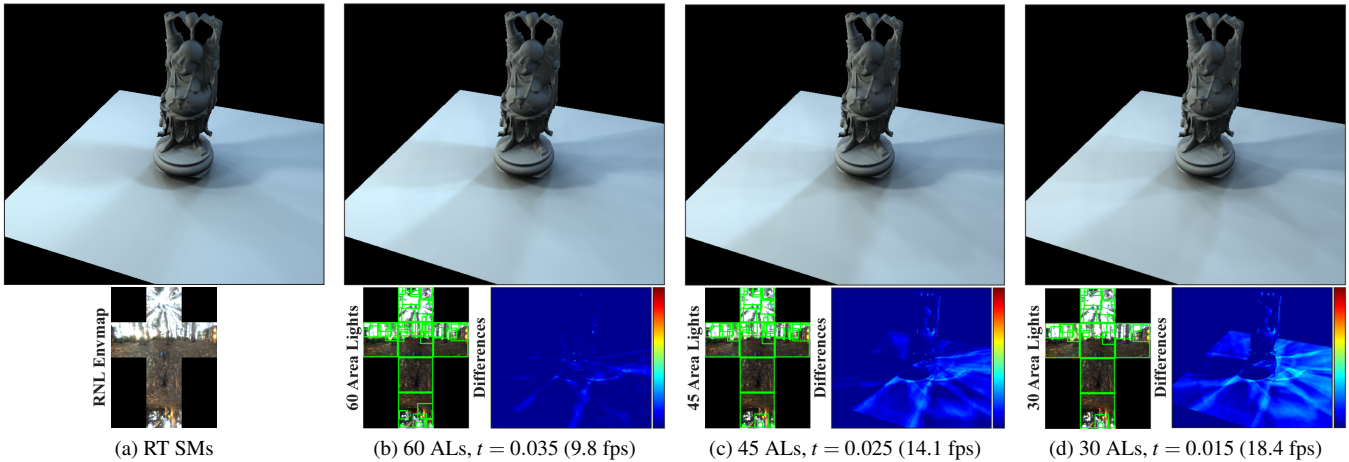 RNL Envmap
60 Area Lights
Differences
45 Area Lights
Differences
30 Area Lights
Differences
(a) RT SMs
(b) 60 ALs, t = 0.035 (9.8 fps)
(c) 45 ALs, t = 0.025 (14.1 fps)
(d) 30 ALs, t = 0.015 (18.4 fps)